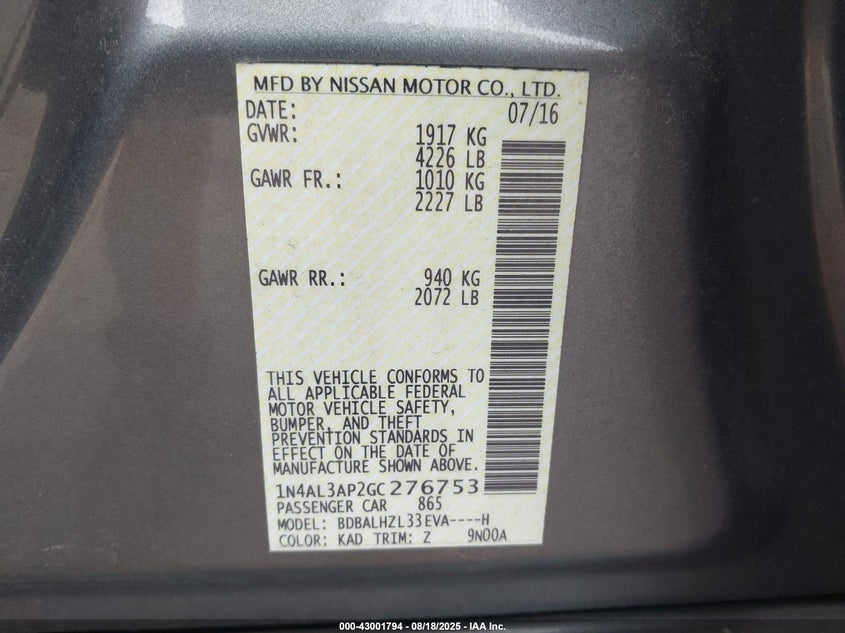 MFD BY NISSAN MOTOR CO., LTD.
DATE: 07/16
GVWR: 1917 KG
4226 LB
GAWR FR.: 1010 KG
2227 LB
GAWR RR.: 940 KG
2072 LB
THIS VEHICLE CONFORMS TO
ALL APPLICABLE FEDERAL
MOTOR VEHICLE SAFETY,
BUMPER, AND THEFT
PREVENTION STANDARDS IN
EFFECT ON THE DATE OF
MANUFACTURE SHOWN ABOVE.
1N4AL3AP2GC276753
PASSENGER CAR 865
MODEL: BDBALHZL33EVA----H
COLOR: KAD TRIM: Z 9N00A
000-43001794 - 08/18/2025 - IAA Inc.